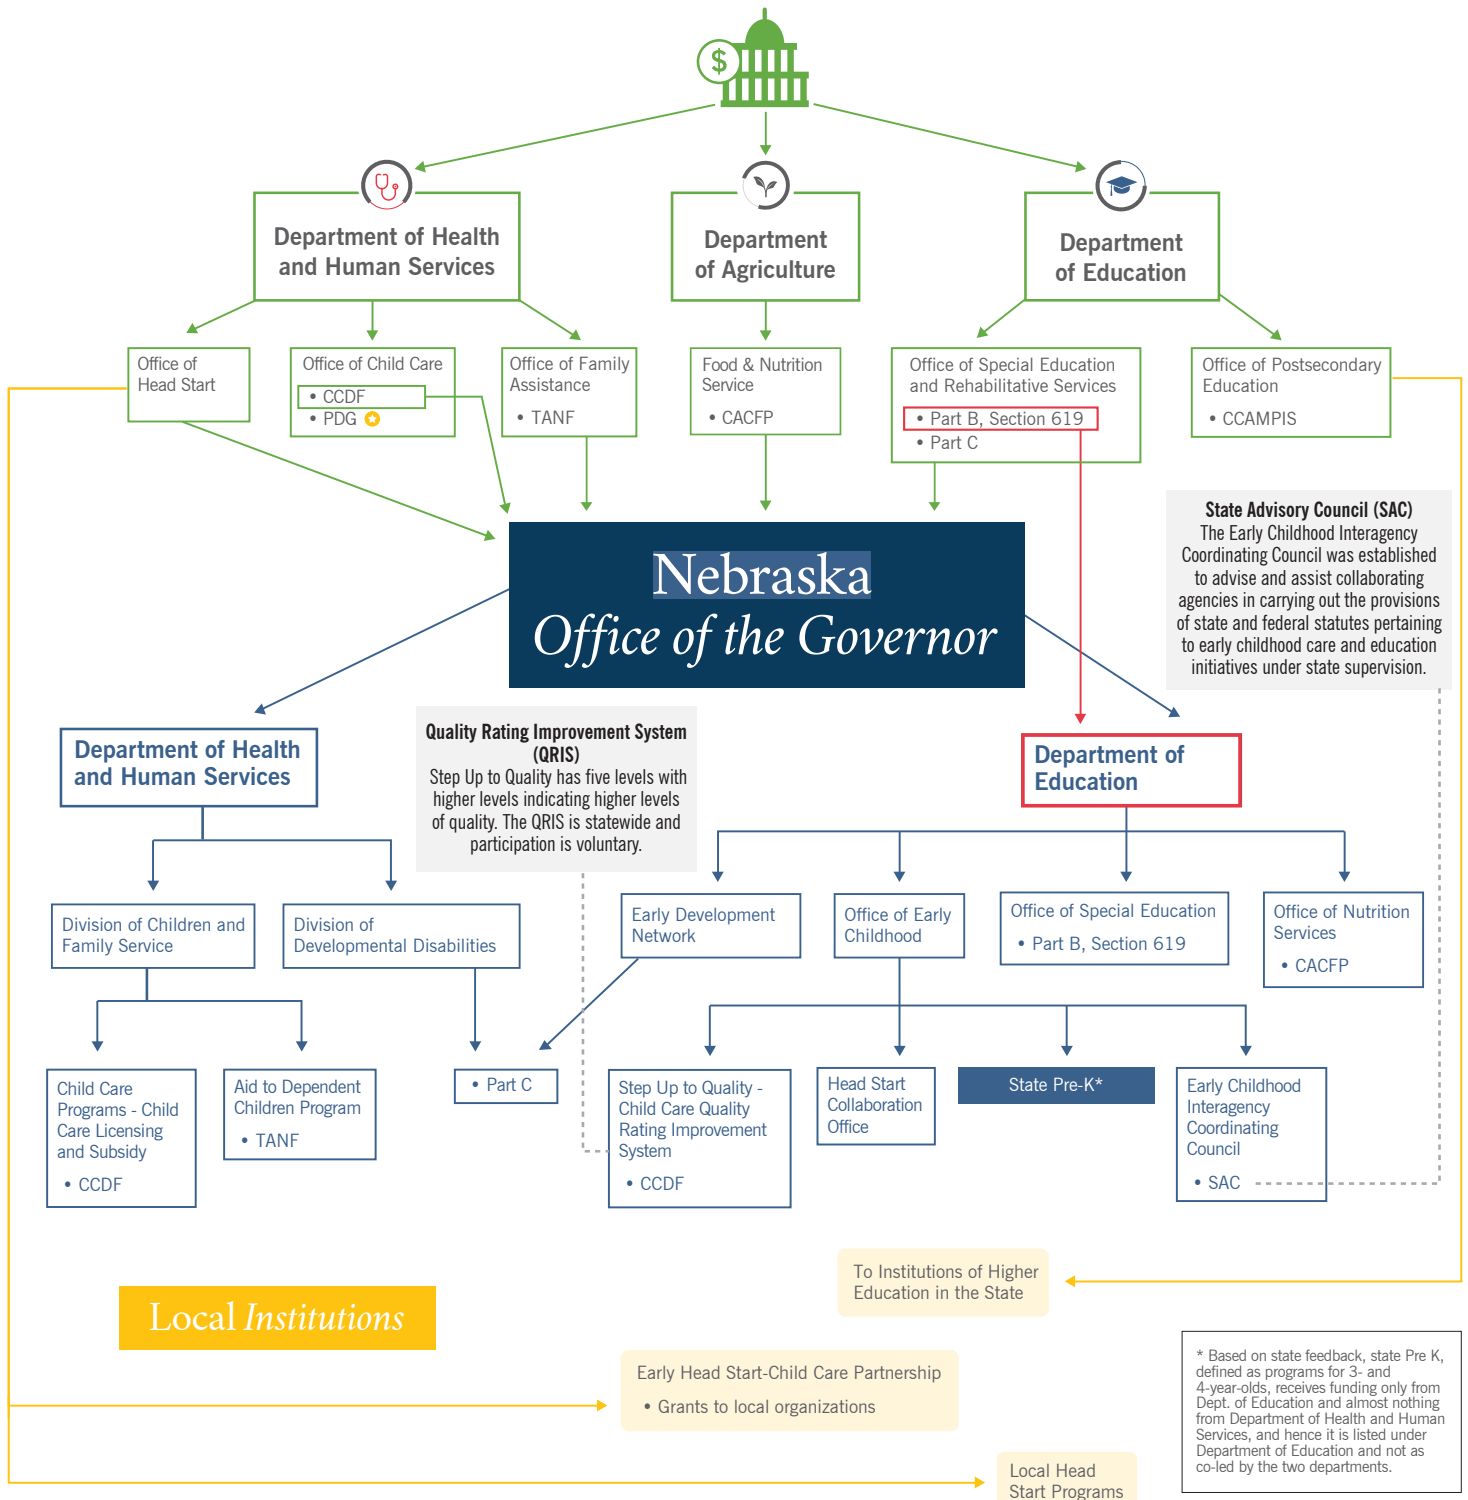 $
Department of Health
and Human Services
Department
of Agriculture
Department
of Education
Office of
Head Start
Office of Child Care
• CCDF
• PDG
Office of Family
Assistance
• TANF
Food & Nutrition
Service
• CACFP
Office of Special Education
and Rehabilitative Services
• Part B, Section 619
• Part C
Office of Postsecondary
Education
• CCAMPIS
State Advisory Council (SAC)
The Early Childhood Interagency
Coordinating Council was established
to advise and assist collaborating
agencies in carrying out the provisions
of state and federal statutes pertaining
to early childhood care and education
initiatives under state supervision.
Nebraska
Office of the Governor
Department of Health
and Human Services
Quality Rating Improvement System
(QRIS)
Step Up to Quality has five levels with
higher levels indicating higher levels
of quality. The QRIS is statewide and
participation is voluntary.
Department of
Education
Division of Children and
Family Service
Division of
Developmental Disabilities
Early Development
Network
Office of Early
Childhood
Office of Special Education
• Part B, Section 619
Office of Nutrition
Services
• CACFP
Child Care
Programs - Child
Care Licensing
and Subsidy
• CCDF
Aid to Dependent
Children Program
• TANF
• Part C
Step Up to Quality -
Child Care Quality
Rating Improvement
System
• CCDF
Head Start
Collaboration
Office
State Pre-K*
Early Childhood
Interagency
Coordinating
Council
• SAC
To Institutions of Higher
Education in the State
Local Institutions
Early Head Start-Child Care Partnership
• Grants to local organizations
Local Head
Start Programs
* Based on state feedback, state Pre K,
defined as programs for 3- and
4-year-olds, receives funding only from
Dept. of Education and almost nothing
from Department of Health and Human
Services, and hence it is listed under
Department of Education and not as
co-led by the two departments.